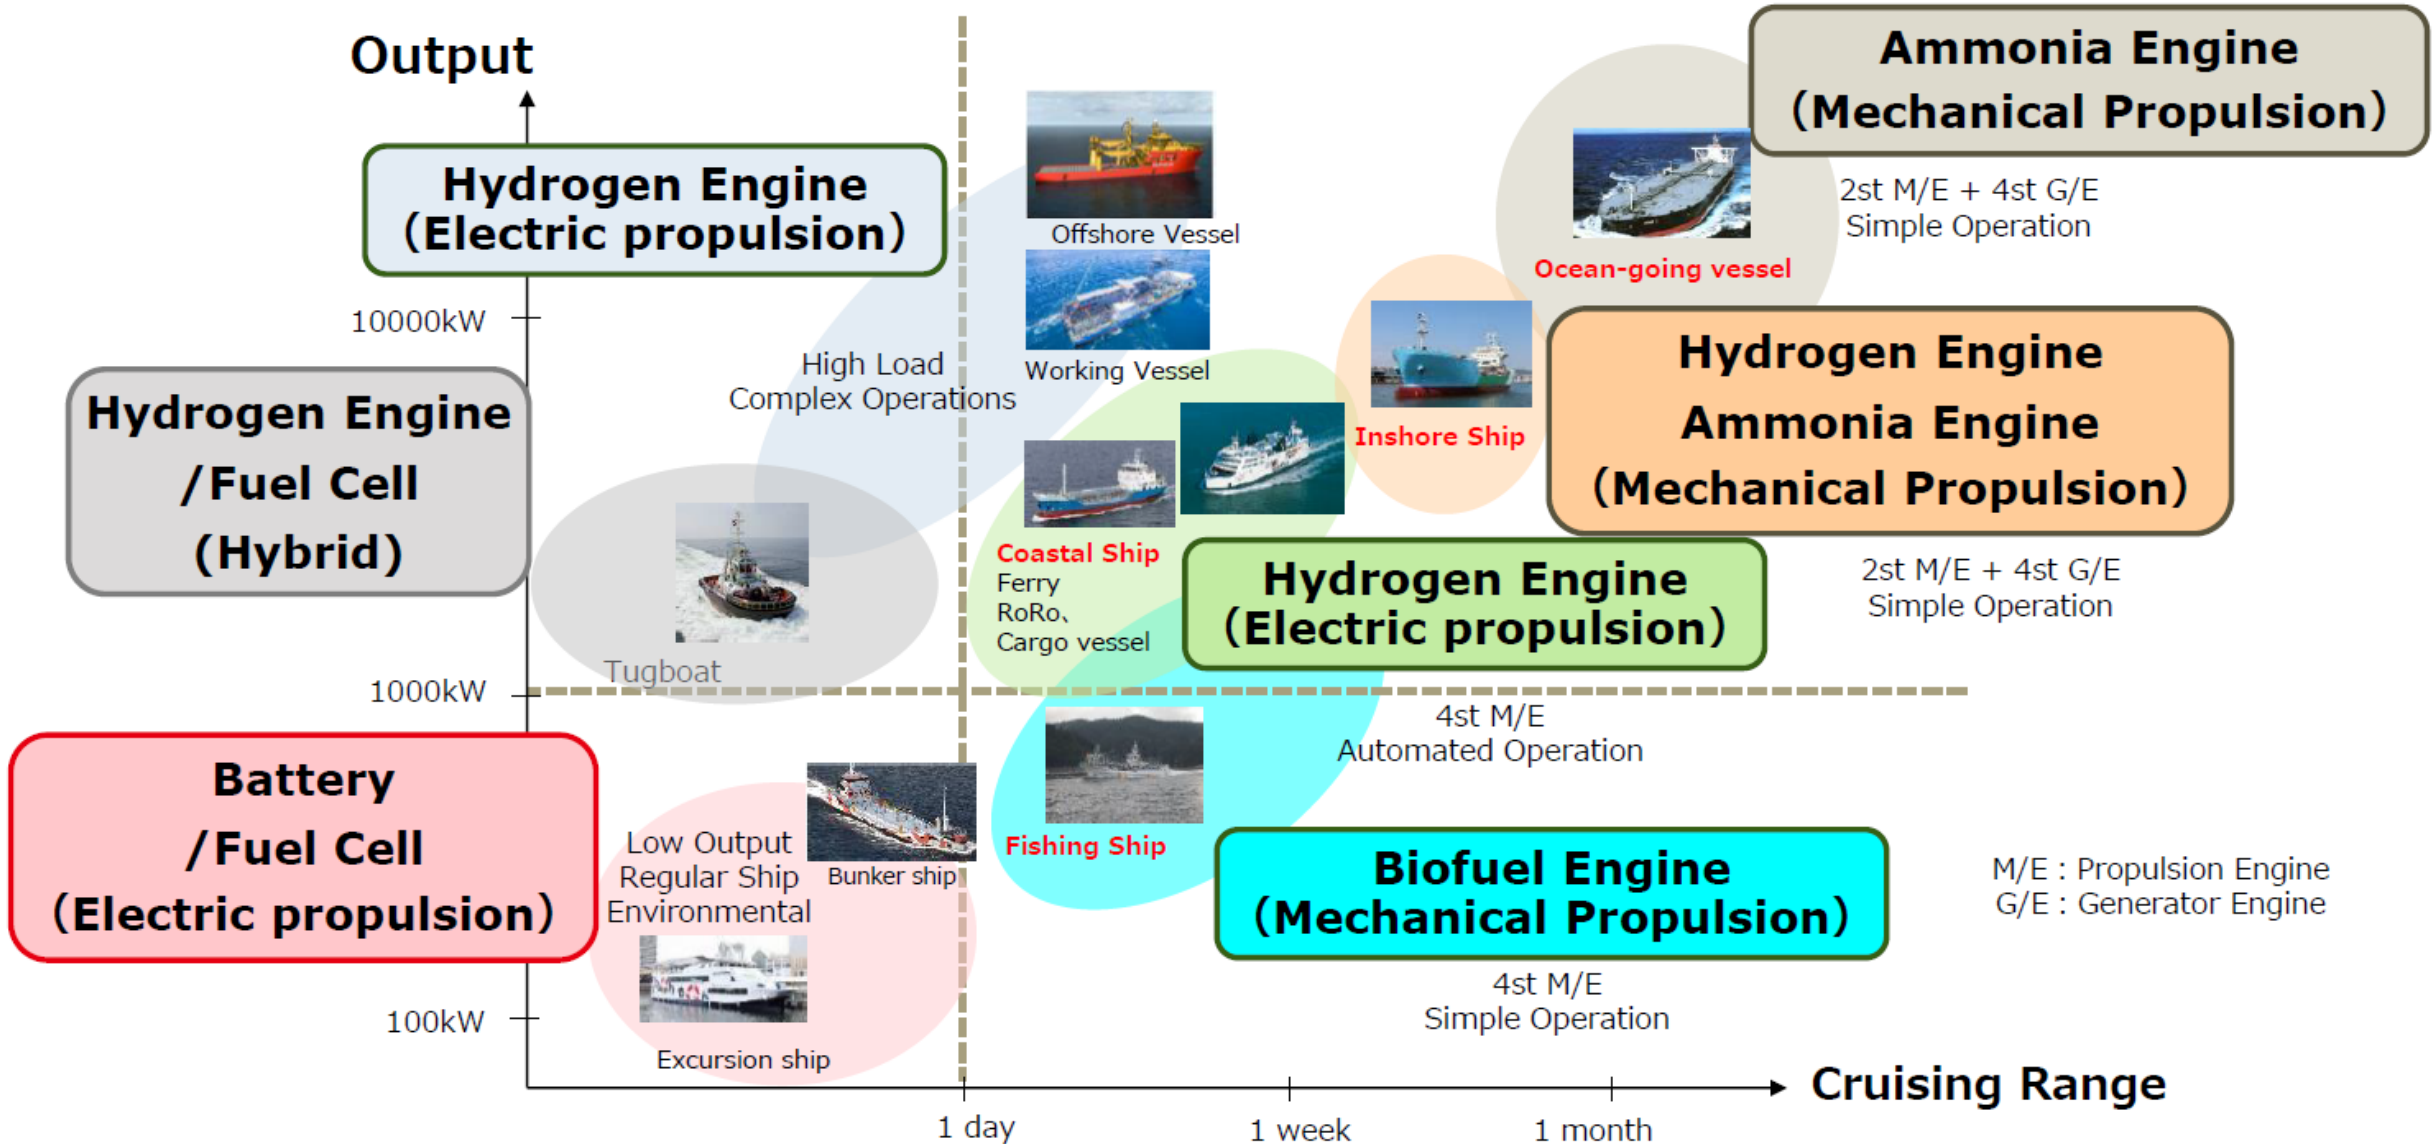 Output
Ammonia Engine
（Mechanical Propulsion）
Hydrogen Engine
（Electric propulsion）
2st M/E + 4st G/E
Simple Operation
Offshore Vessel
Ocean-going vessel
10000kW
High Load
Complex Operations
Working Vessel
Hydrogen Engine
Ammonia Engine
（Mechanical Propulsion）
Hydrogen Engine
/Fuel Cell
(Hybrid)
Inshore Ship
Coastal Ship
Ferry
RoRo、
Cargo vessel
Hydrogen Engine
（Electric propulsion）
2st M/E + 4st G/E
Simple Operation
Tugboat
1000kW
4st M/E
Automated Operation
Battery
/Fuel Cell
（Electric propulsion）
Low Output
Regular Ship
Environmental
Bunker ship
Fishing Ship
Biofuel Engine
（Mechanical Propulsion）
M/E : Propulsion Engine
G/E : Generator Engine
4st M/E
Simple Operation
100kW
Excursion ship
Cruising Range
1 day
1 week
1 month